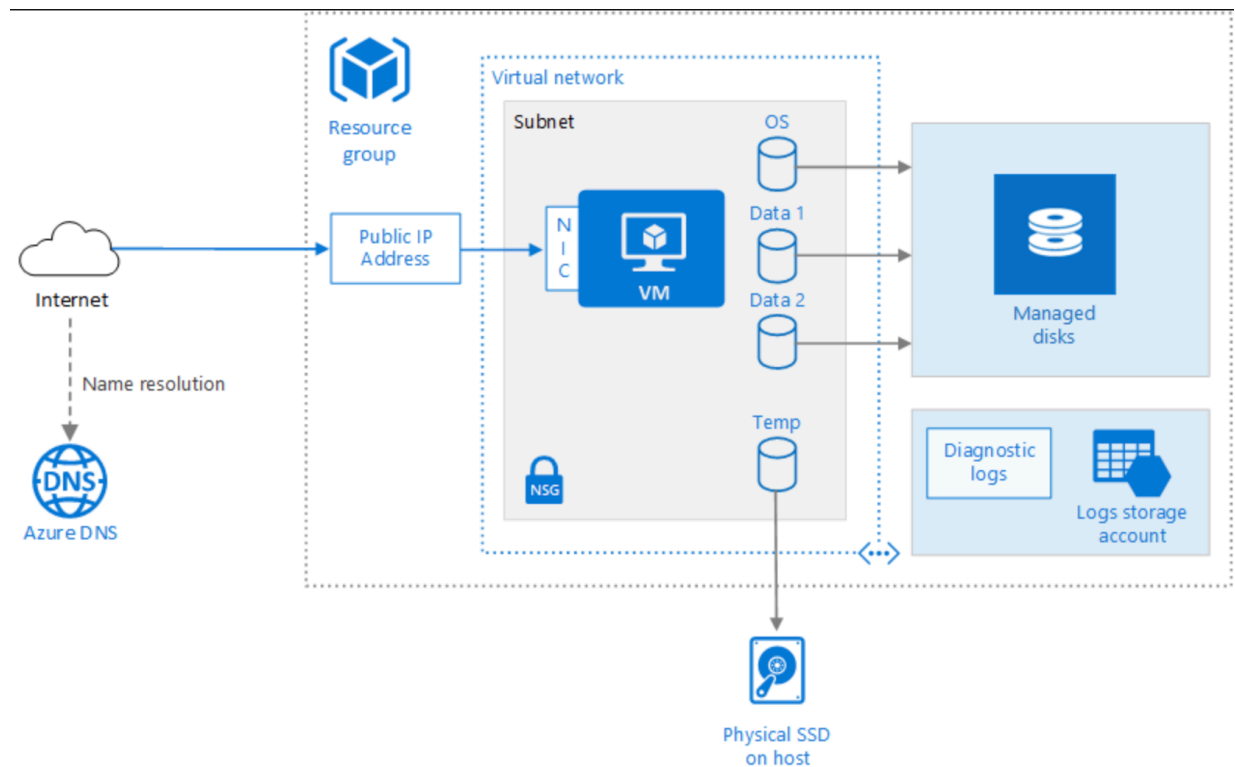 Resource
group
Virtual network
Subnet
OS
Public IP
Address
N
I
C
VM
Data 1
Data 2
Managed
disks
Internet
Name resolution
DNS
Azure DNS
Temp
NSG
Diagnostic
logs
Logs storage
account
Physical SSD
on host